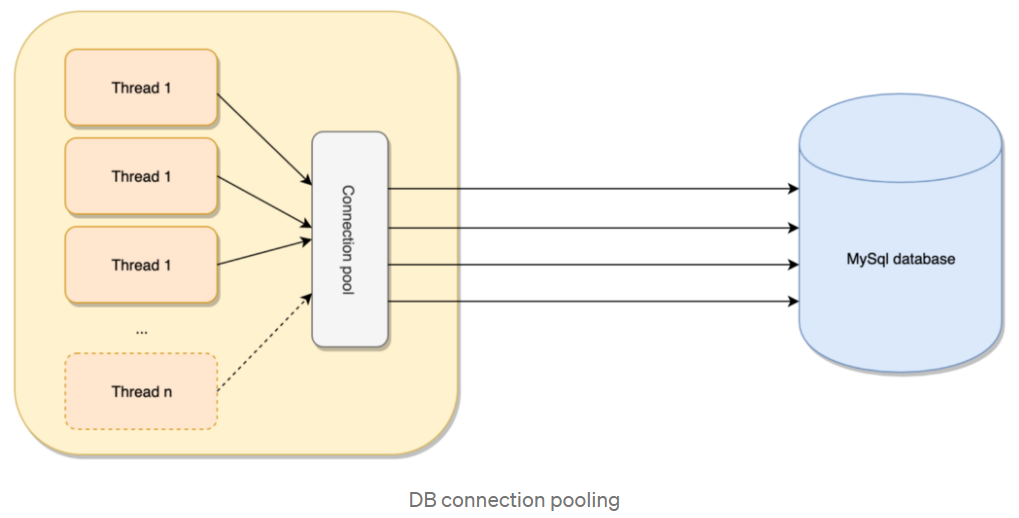 Thread 1
Thread 1
Thread 1
...
Thread n
Connection pool
MySql database
DB connection pooling